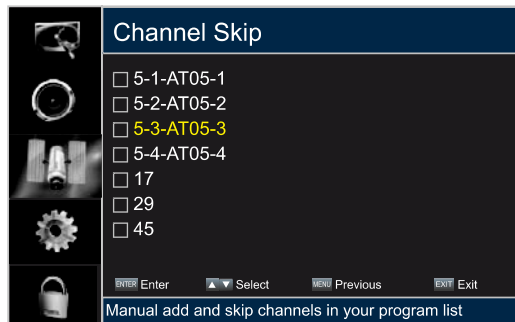 Channel Skip
5-1-AT05-1
5-2-AT05-2
5-3-AT05-3
5-4-AT05-4
17
29
45
ENTER Enter ▲ ▼ Select MENU Previous EXIT Exit
Manual add and skip channels in your program list